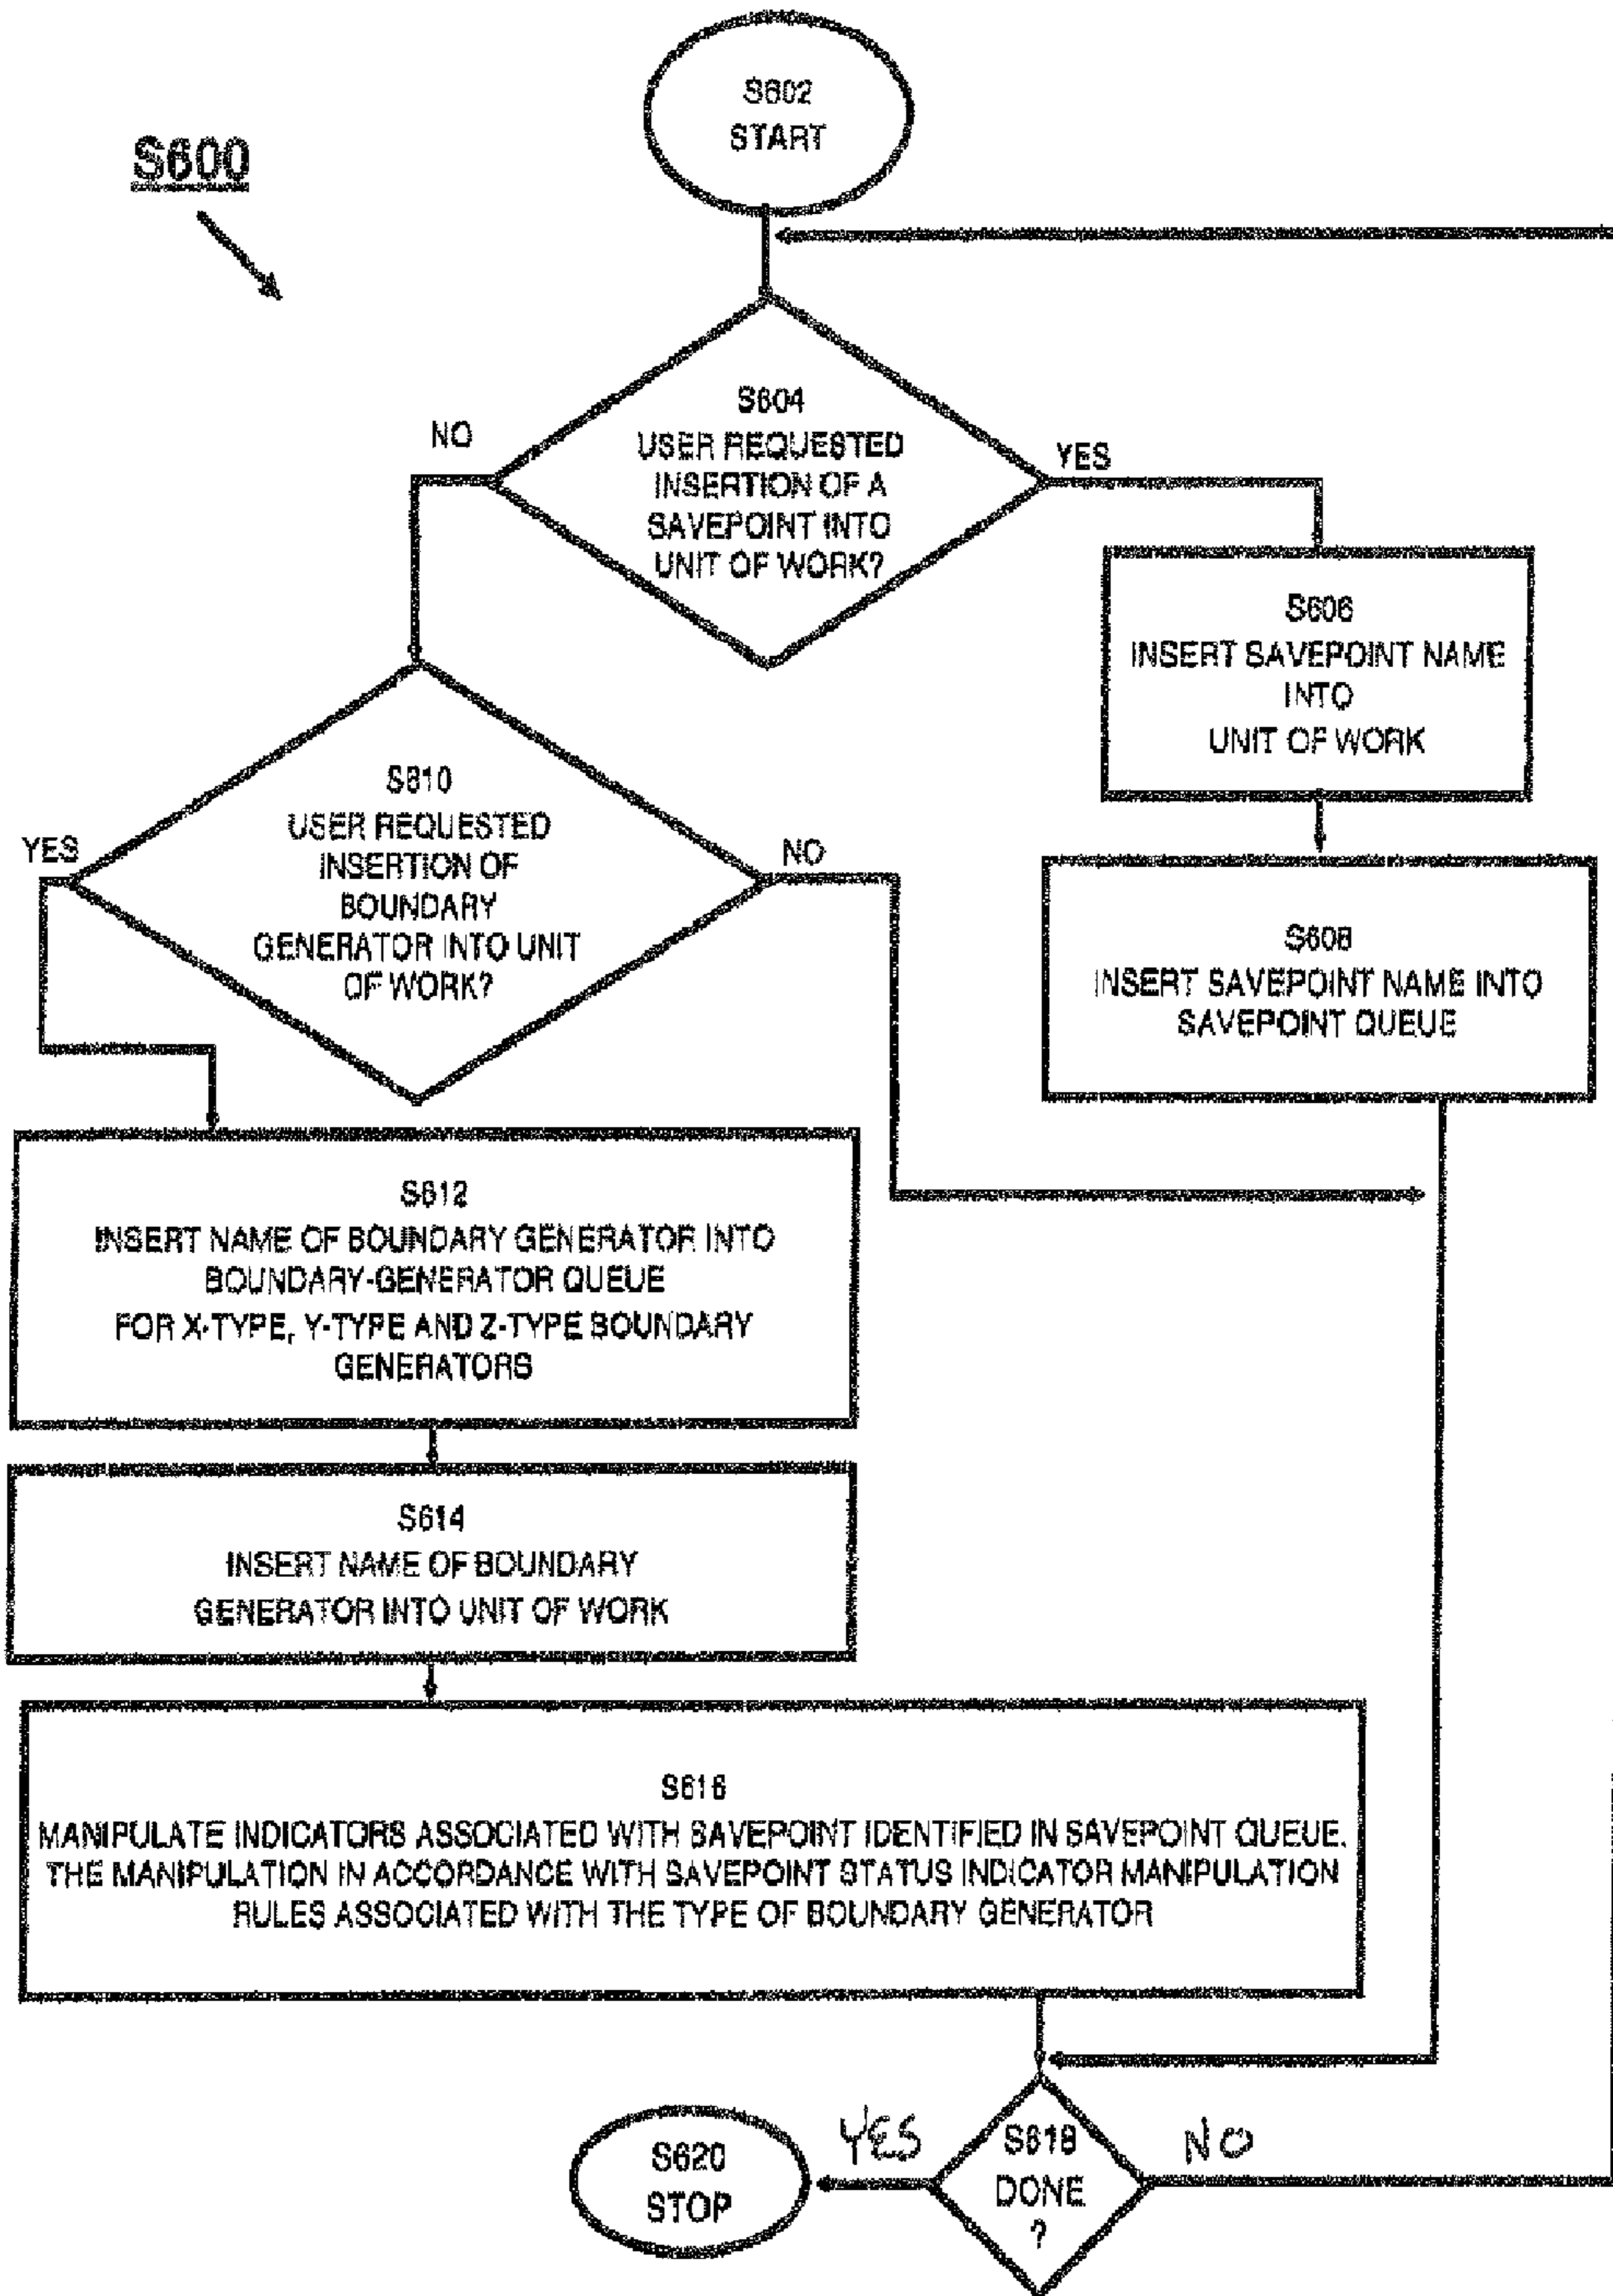 S600
S602
START
S604
USER REQUESTED
INSERTION OF A
SAVEPOINT INTO
UNIT OF WORK?
NO
YES
S606
INSERT SAVEPOINT NAME
INTO
UNIT OF WORK
S608
INSERT SAVEPOINT NAME INTO
SAVEPOINT QUEUE
S610
USER REQUESTED
INSERTION OF
BOUNDARY
GENERATOR INTO UNIT
OF WORK?
YES
NO
S612
INSERT NAME OF BOUNDARY GENERATOR INTO
BOUNDARY-GENERATOR QUEUE
FOR X-TYPE, Y-TYPE AND Z-TYPE BOUNDARY
GENERATORS
S614
INSERT NAME OF BOUNDARY
GENERATOR INTO UNIT OF WORK
S616
MANIPULATE INDICATORS ASSOCIATED WITH SAVEPOINT IDENTIFIED IN SAVEPOINT QUEUE.
THE MANIPULATION IN ACCORDANCE WITH SAVEPOINT STATUS INDICATOR MANIPULATION
RULES ASSOCIATED WITH THE TYPE OF BOUNDARY GENERATOR
S618
DONE
?
YES
NO
S620
STOP